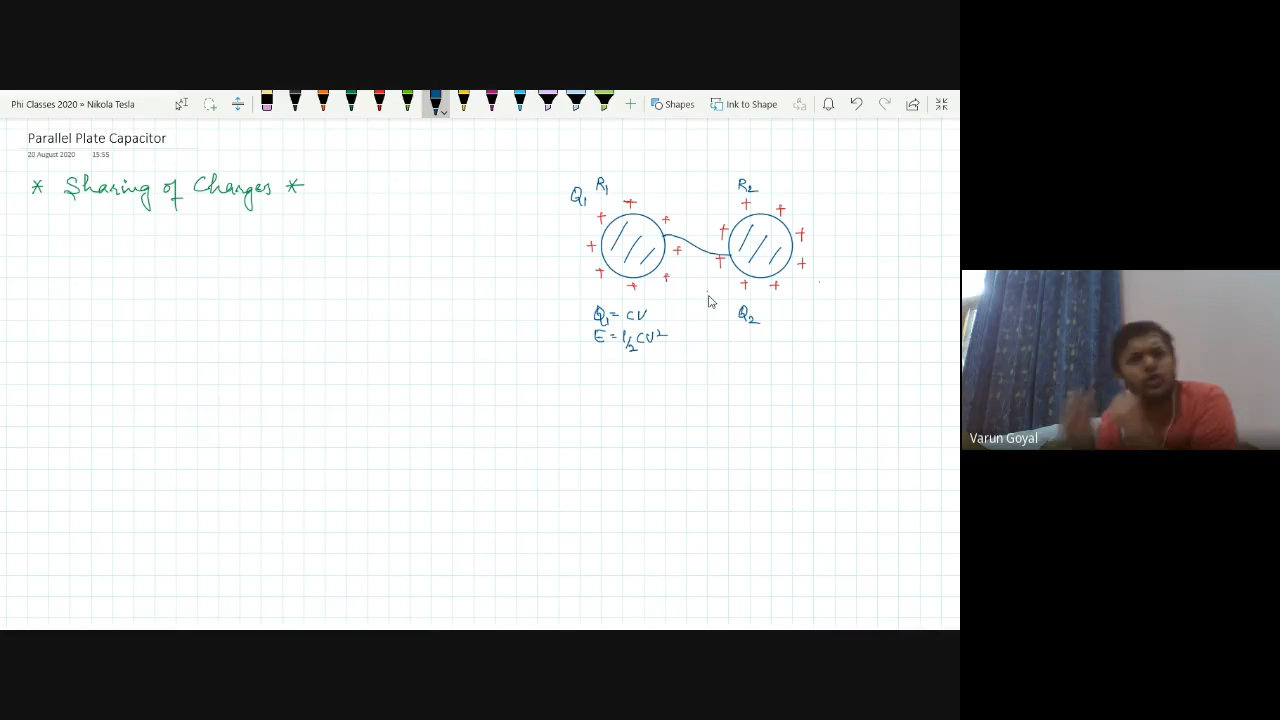 Phi Classes 2020 » Nikola Tesla
Shapes
Ink to Shape
Parallel Plate Capacitor
20 August 2020 15:55
* Sharing of Charges *
Q₁ R₁
R₂
Q₁ = CV
E = 1/2 CV²
Q₂
Varun Goyal